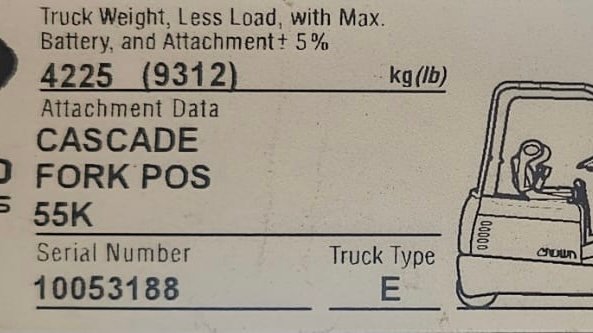 Truck Weight, Less Load, with Max.
Battery, and Attachment± 5%
4225 (9312) kg(lb)
Attachment Data
CASCADE
FORK POS
55K
Serial Number Truck Type
10053188 E
CROWN